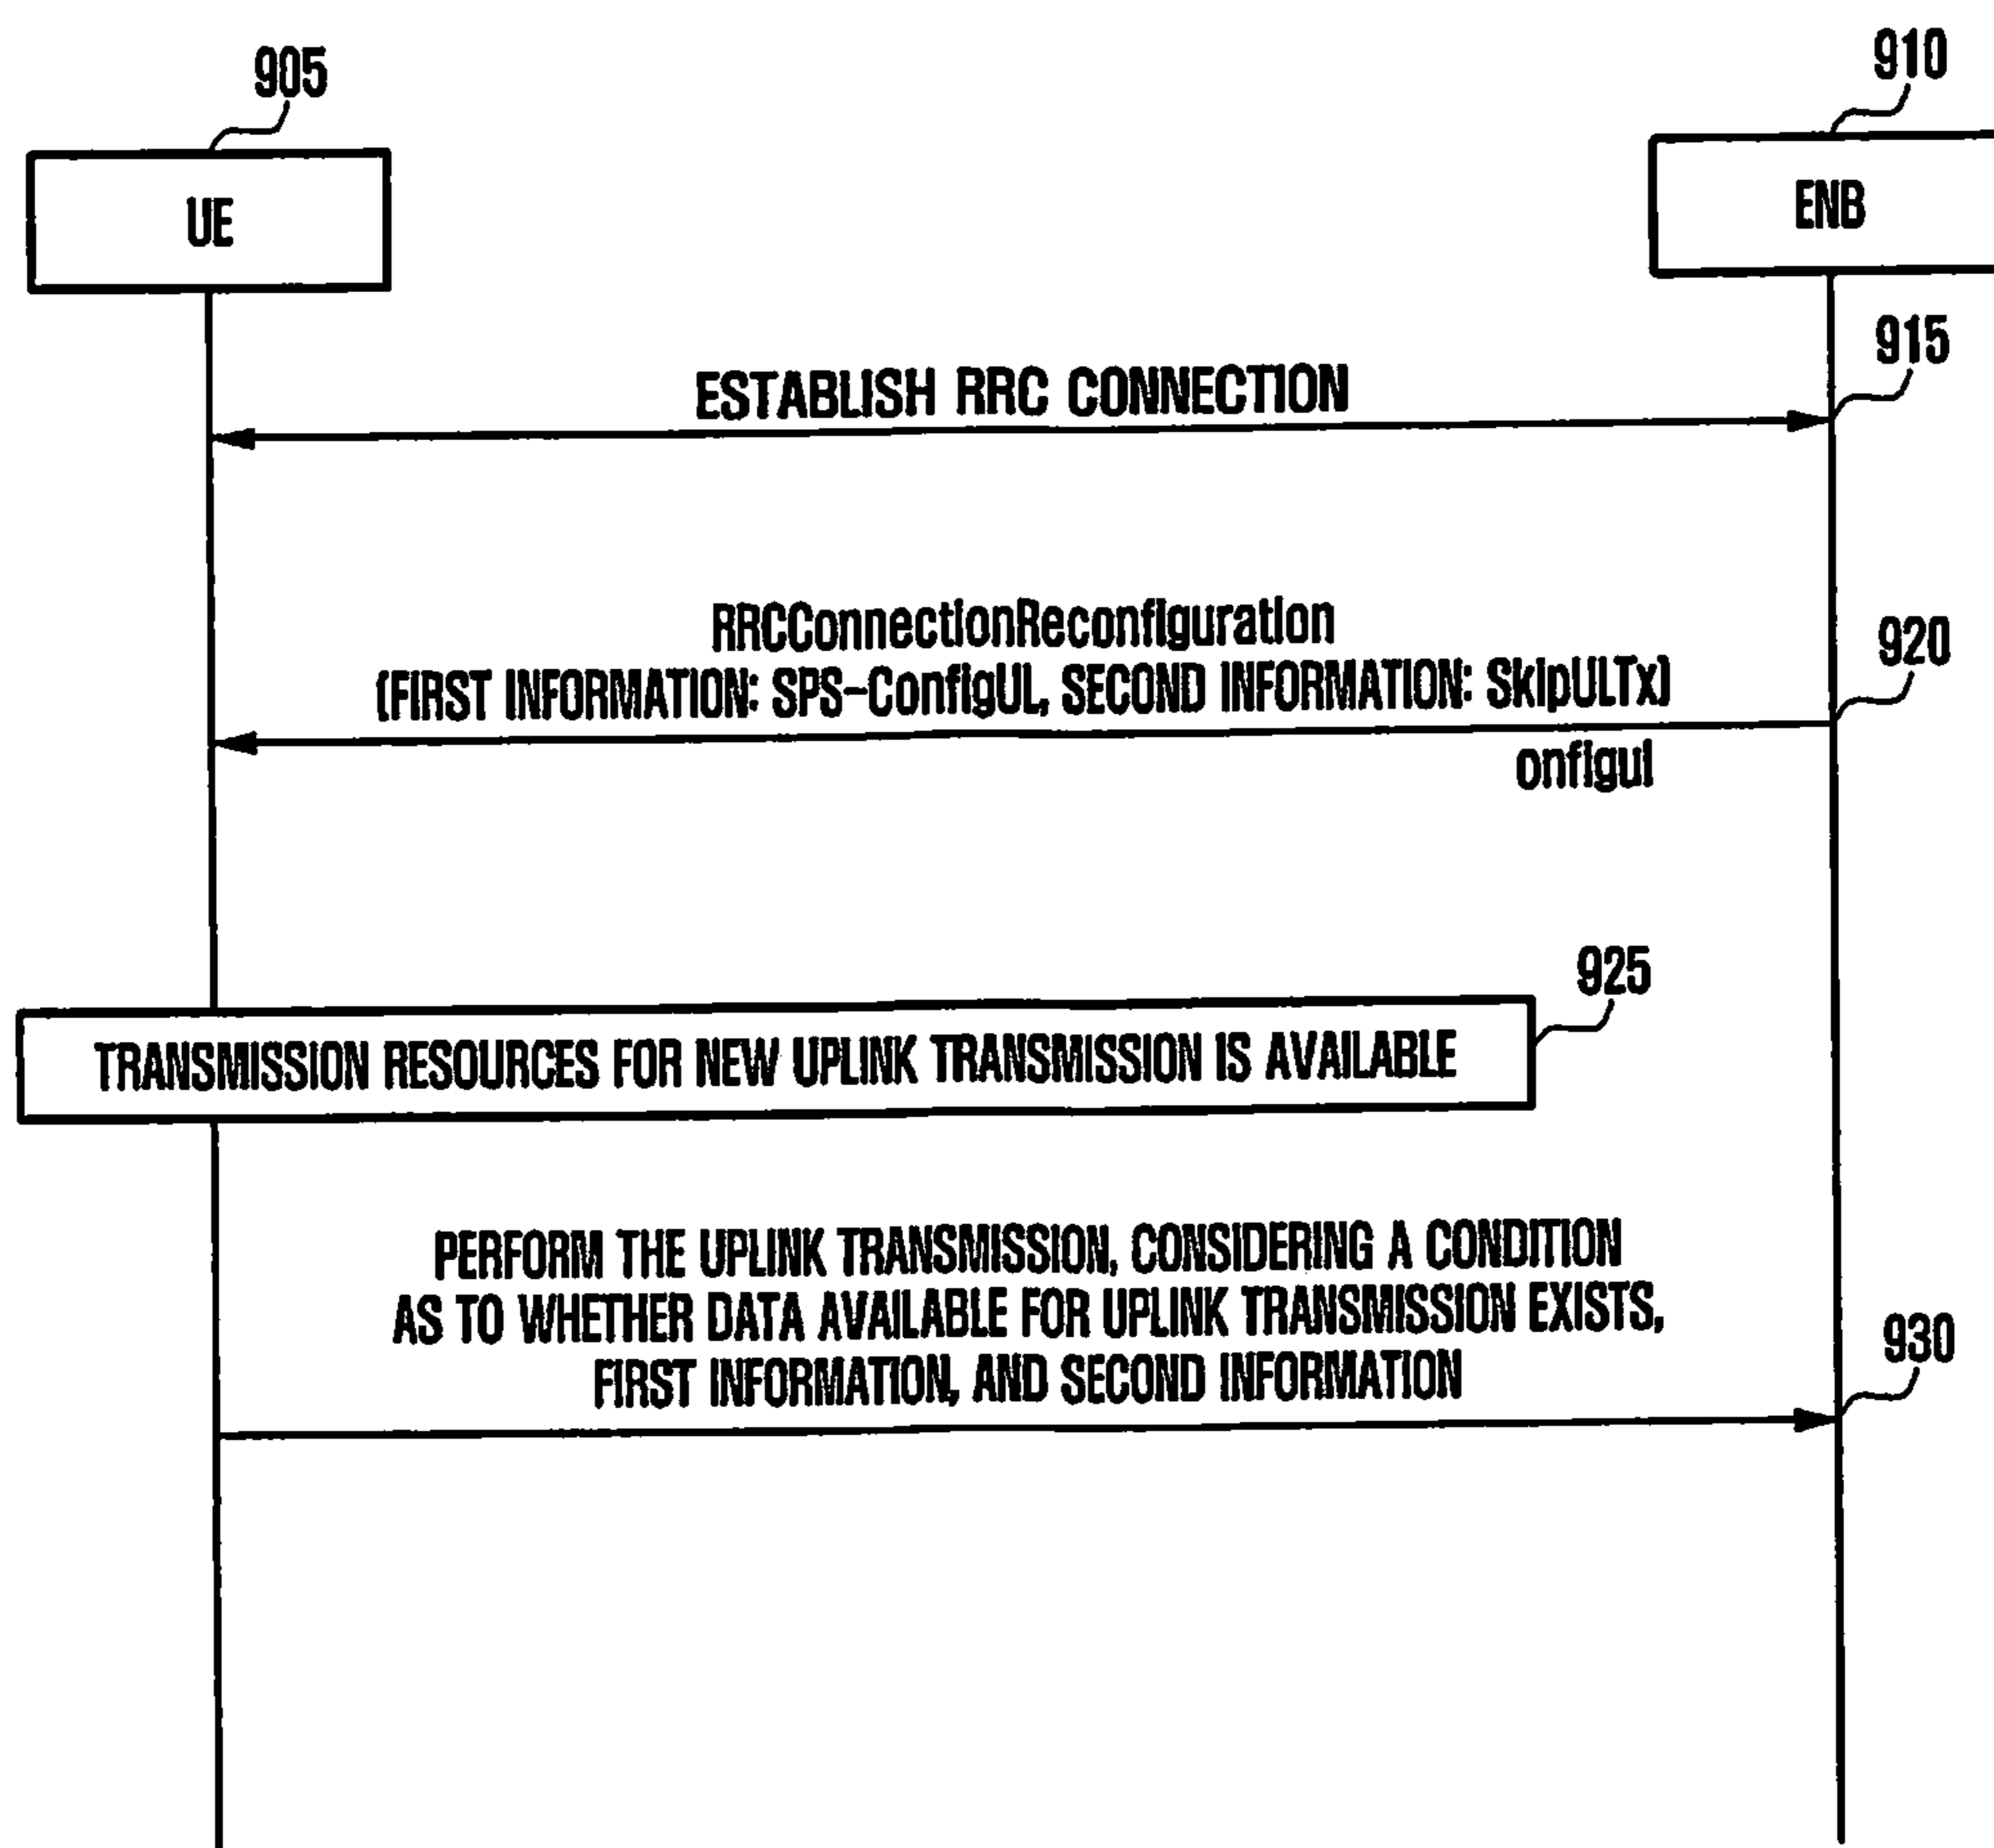 905
910
UE
ENB
915
ESTABLISH RRC CONNECTION
RRCConnectionReconfiguration
920
(FIRST INFORMATION: SPS-ConfigUL, SECOND INFORMATION: SkipULTx)
onfigul
925
TRANSMISSION RESOURCES FOR NEW UPLINK TRANSMISSION IS AVAILABLE
PERFORM THE UPLINK TRANSMISSION, CONSIDERING A CONDITION
AS TO WHETHER DATA AVAILABLE FOR UPLINK TRANSMISSION EXISTS,
930
FIRST INFORMATION, AND SECOND INFORMATION